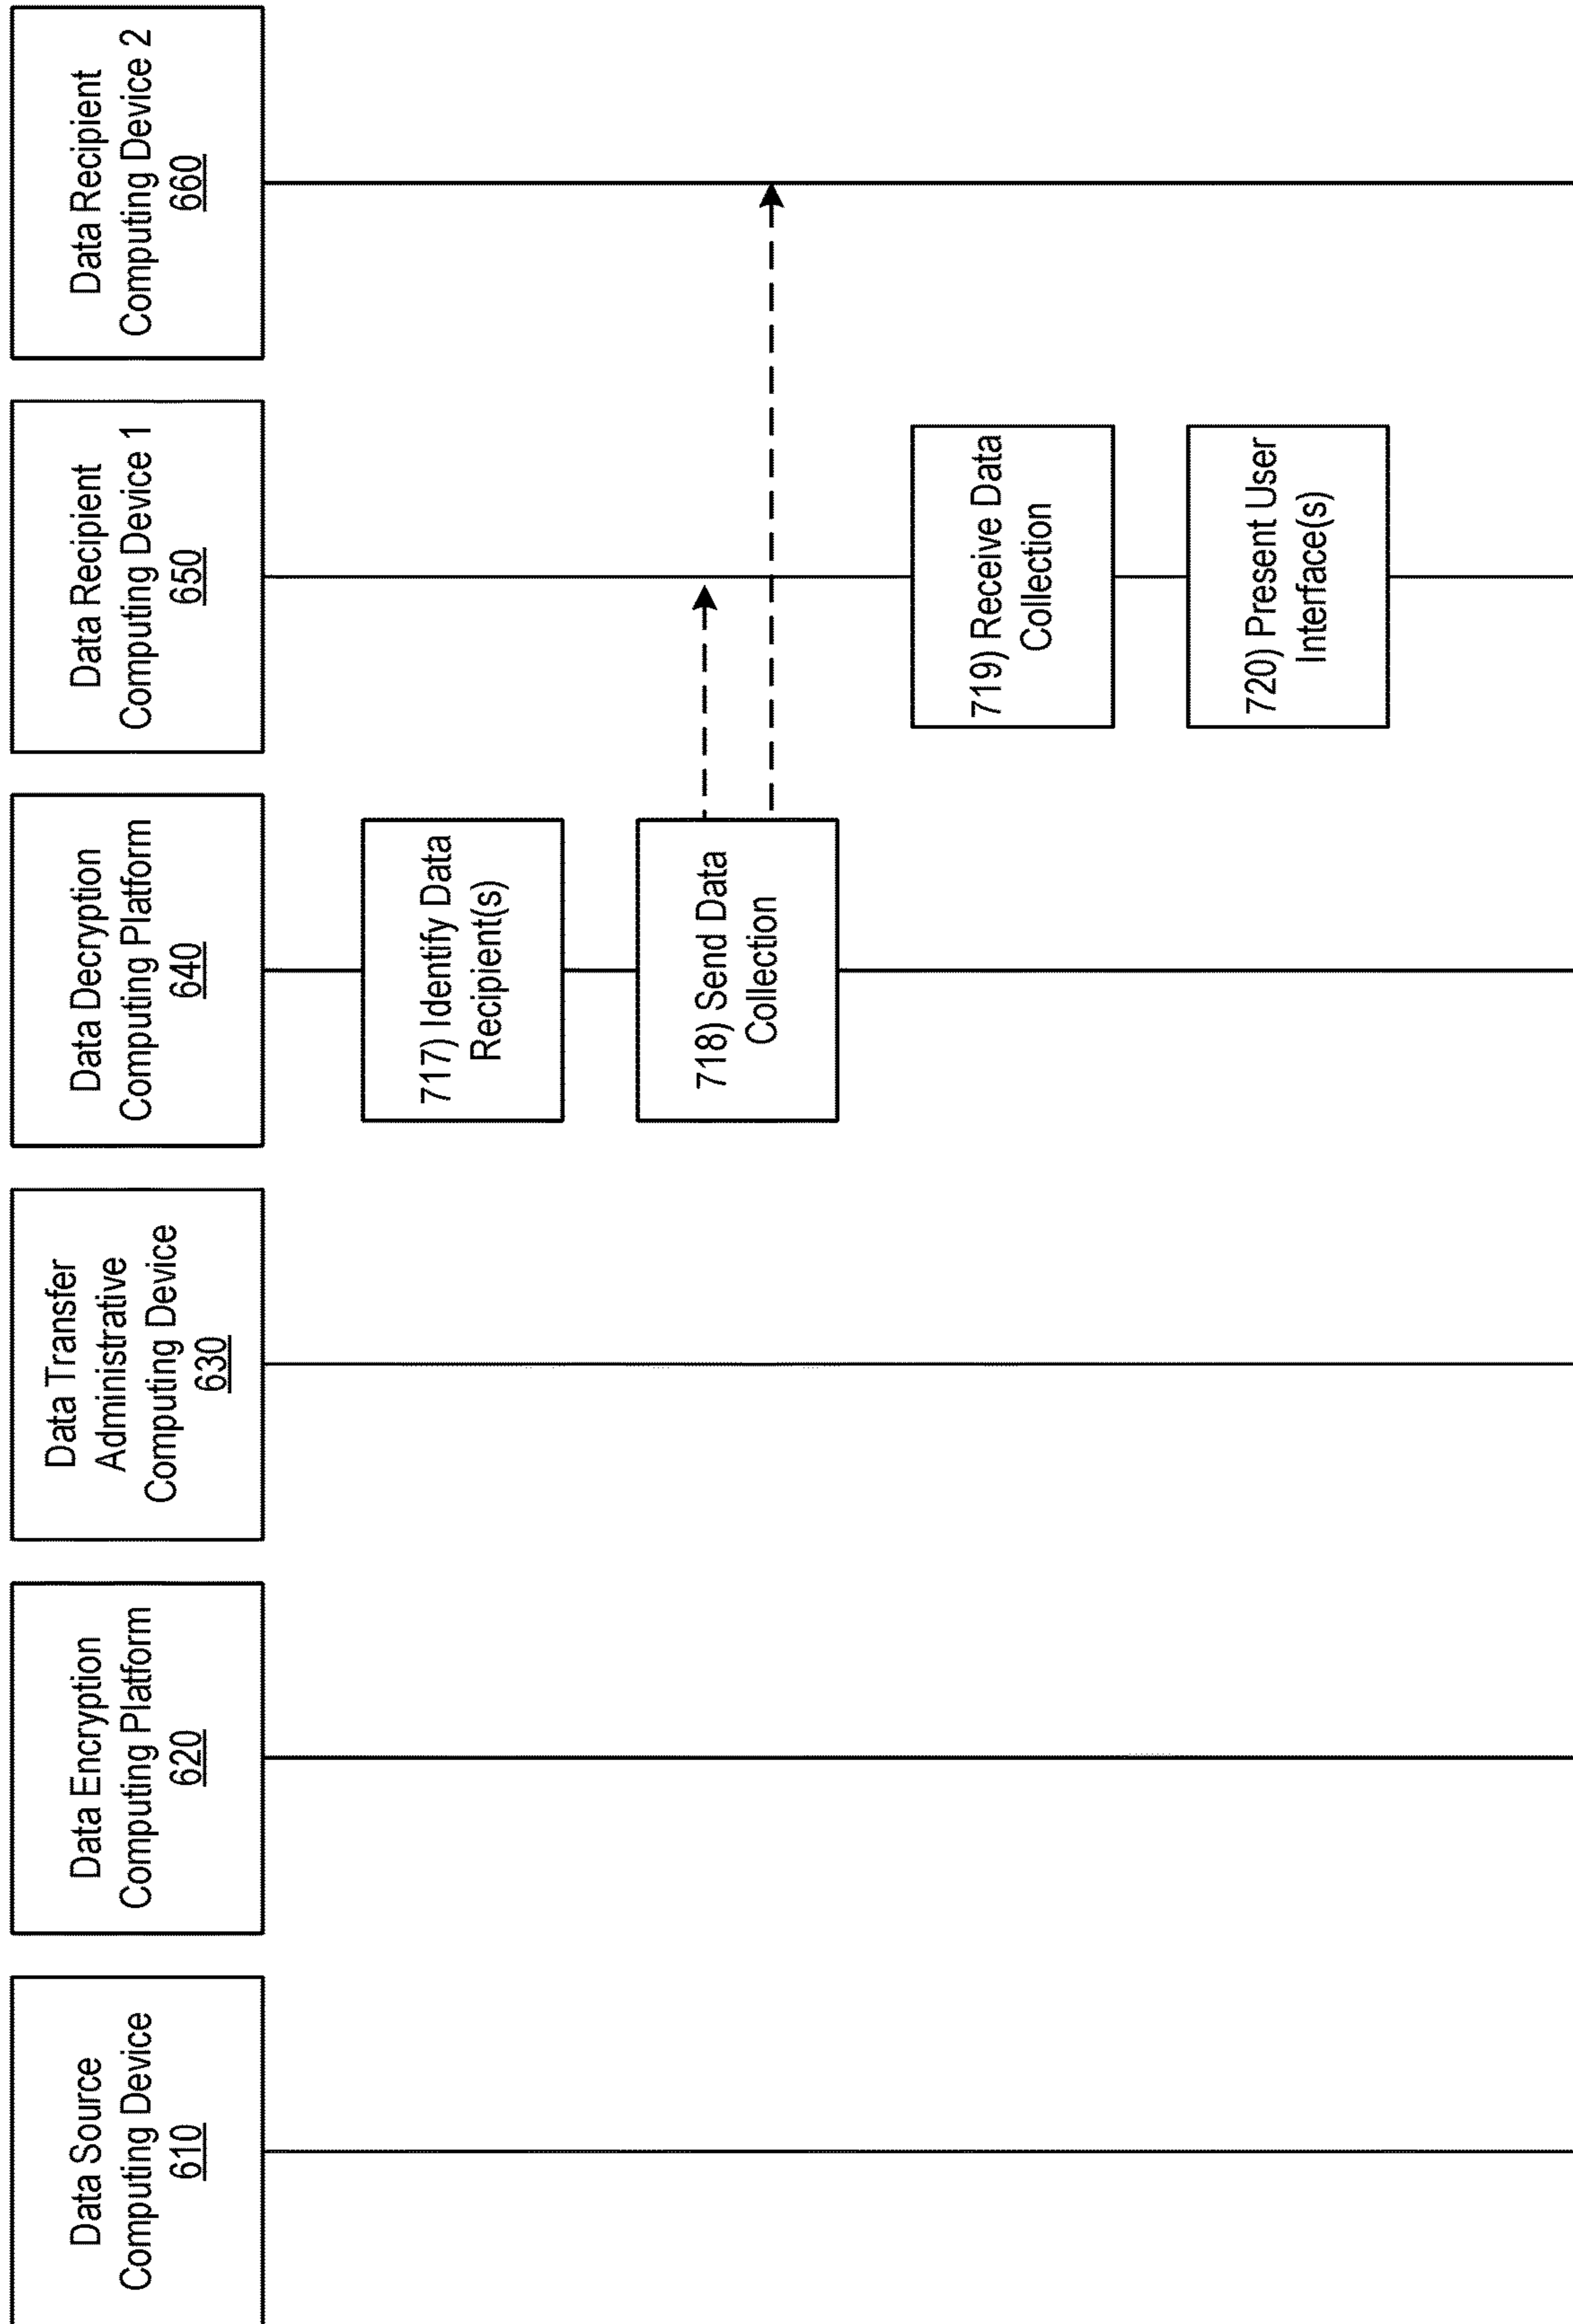 Data Source
Computing Device
610
Data Encryption
Computing Platform
620
Data Transfer
Administrative
Computing Device
630
Data Decryption
Computing Platform
640
Data Recipient
Computing Device 1
650
Data Recipient
Computing Device 2
660
717) Identify Data
Recipient(s)
718) Send Data
Collection
719) Receive Data
Collection
720) Present User
Interface(s)